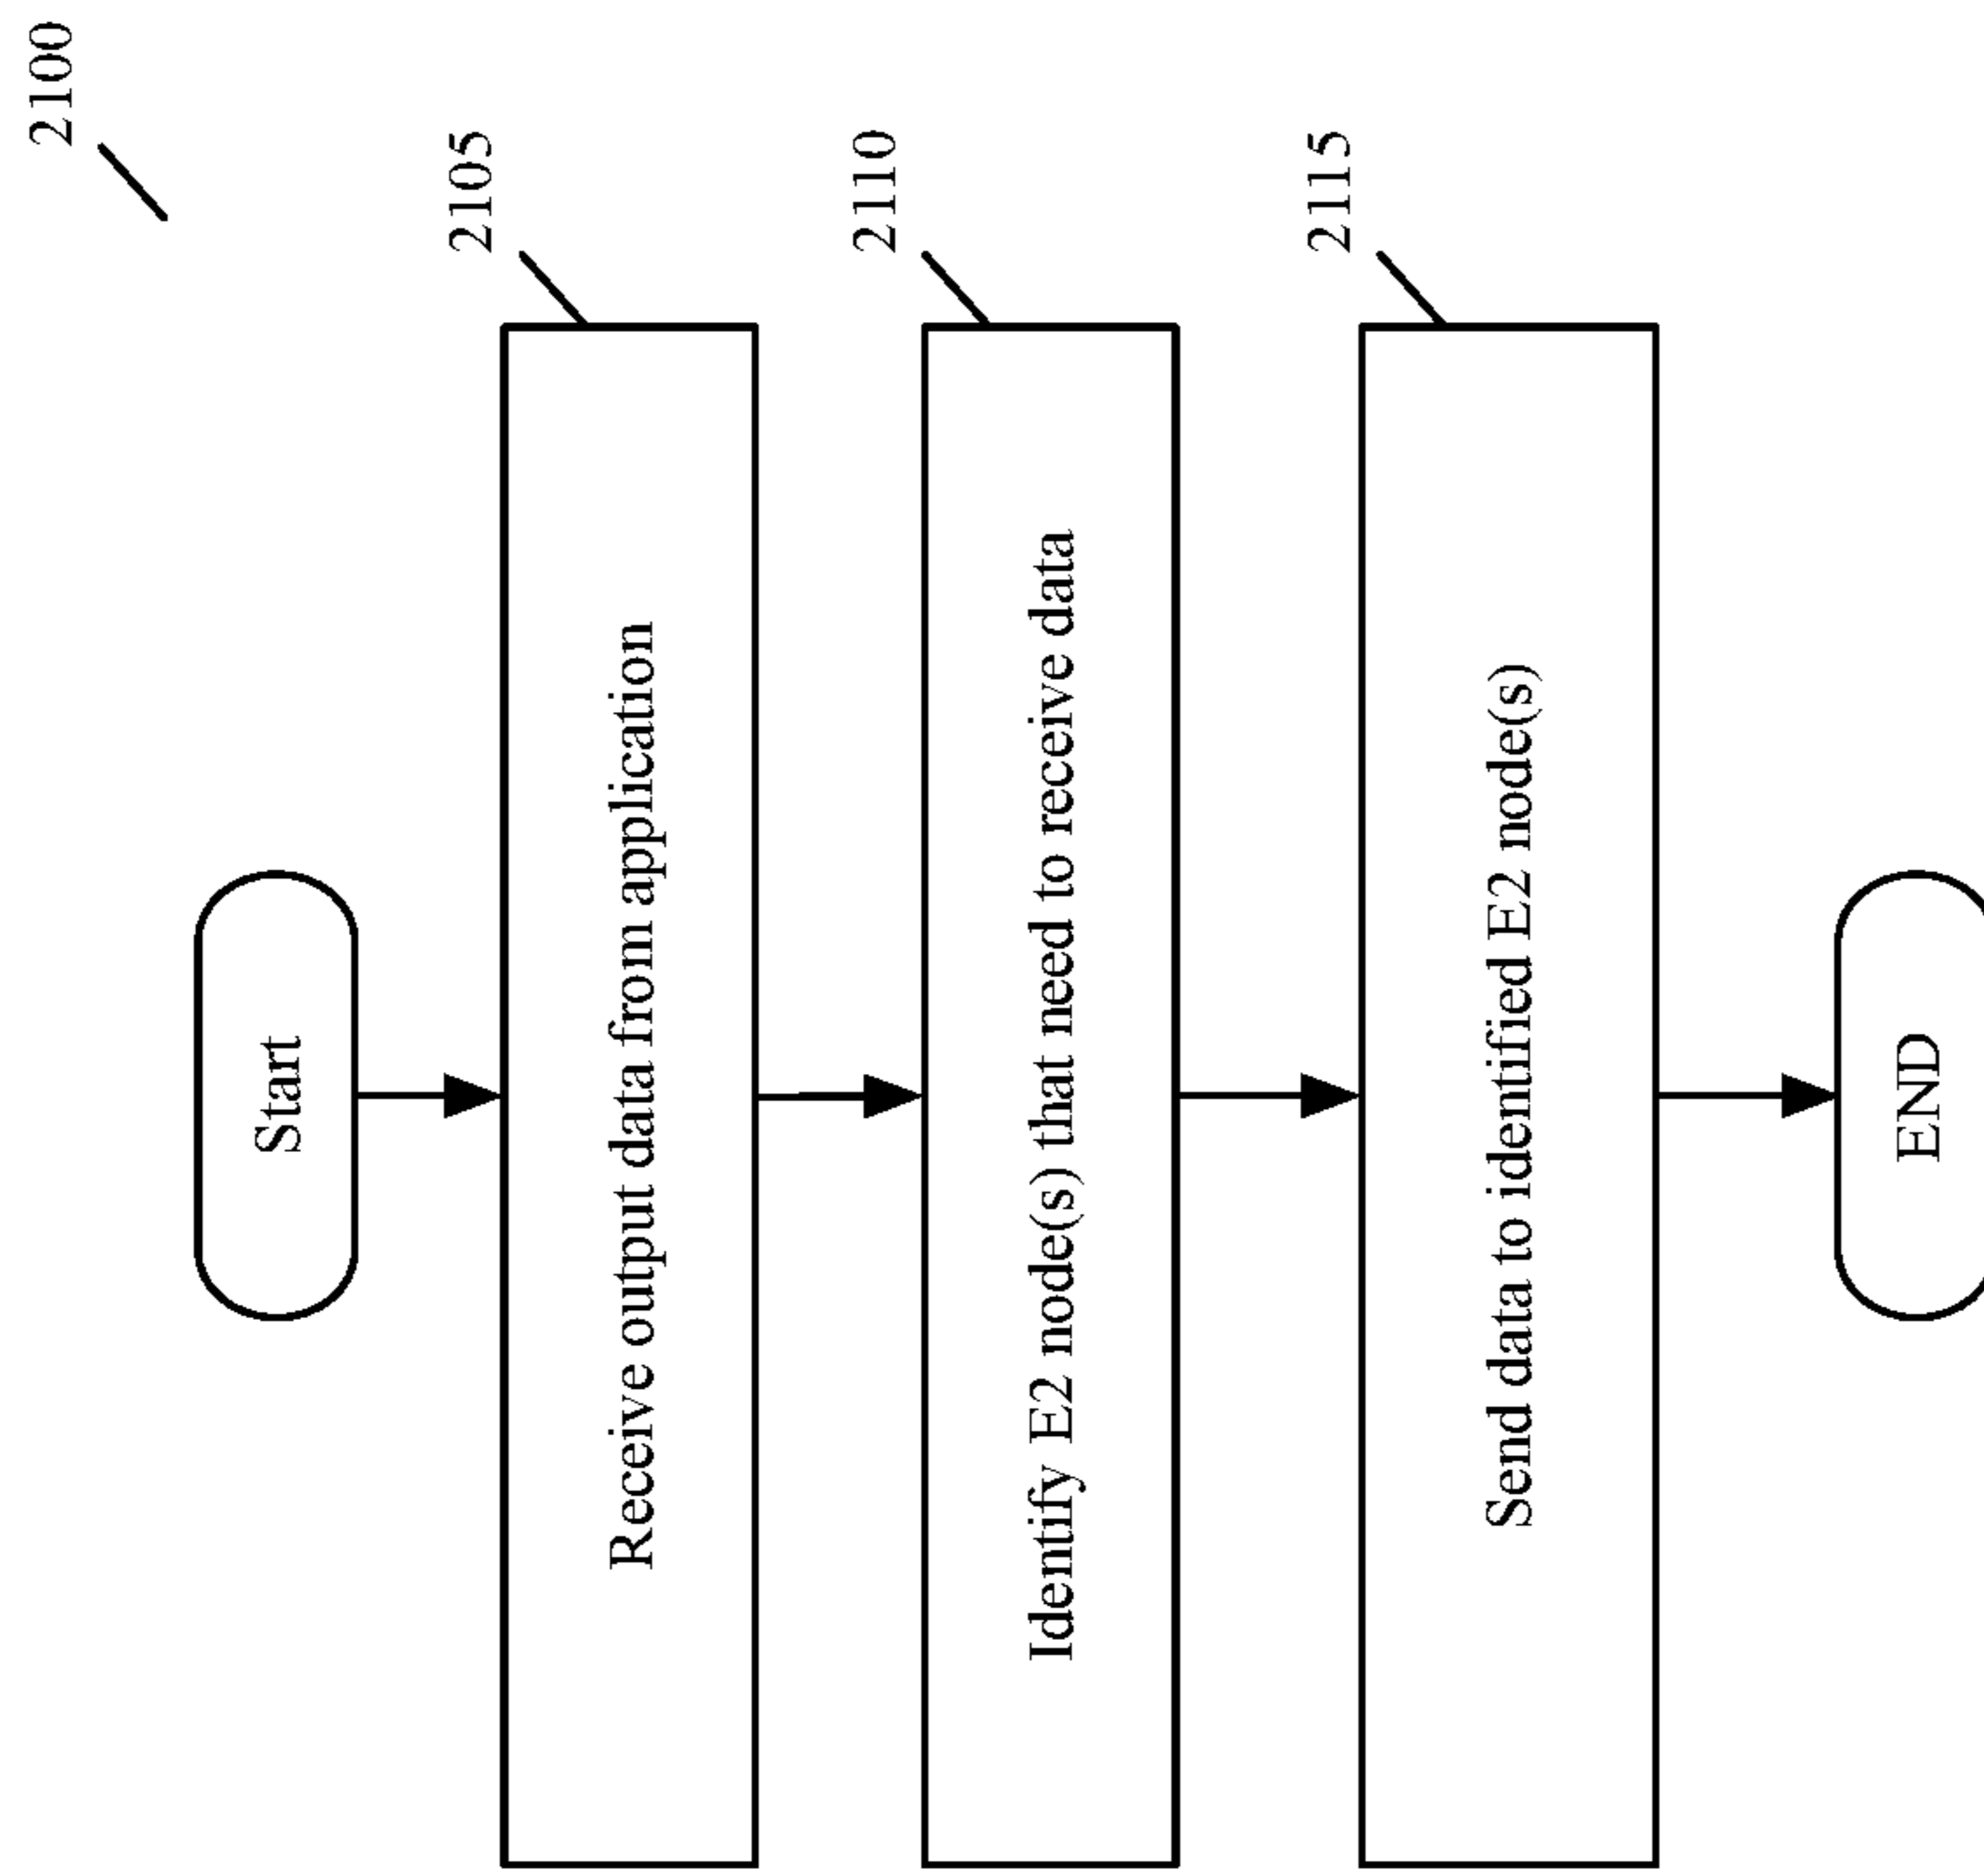 2100
Start
2105
Receive output data from application
2110
Identify E2 node(s) that need to receive data
2115
Send data to identified E2 node(s)
END